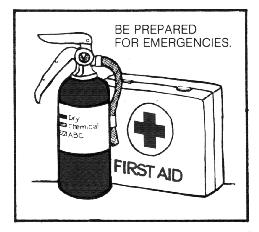 BE PREPARED
FOR EMERGENCIES.
Dry
Chemical
ABC
FIRST AID